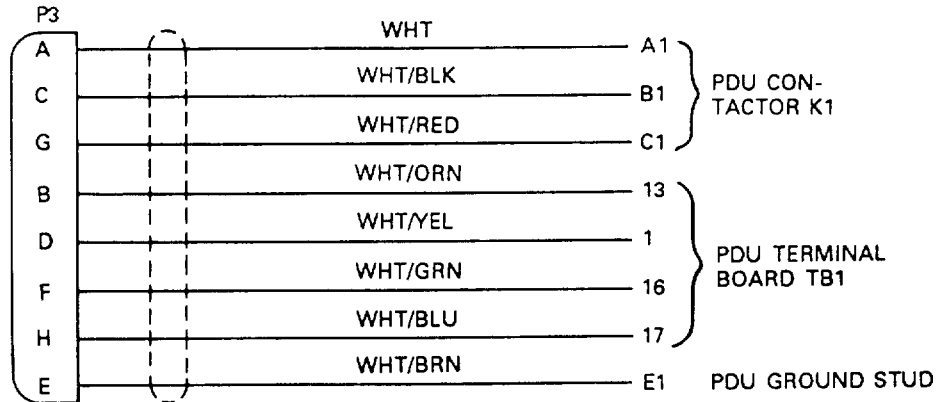 P3
A WHT A1
C WHT/BLK B1
G WHT/RED C1
PDU CON-
TACTOR K1
B WHT/ORN 13
D WHT/YEL 1
F WHT/GRN 16
H WHT/BLU 17
PDU TERMINAL
BOARD TB1
E WHT/BRN E1 PDU GROUND STUD